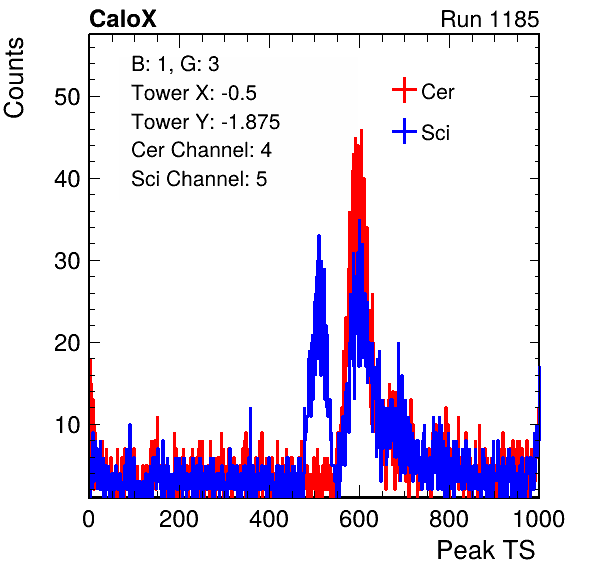 CaloX Run 1185
Counts
B: 1, G: 3
Tower X: -0.5
Tower Y: -1.875
Cer Channel: 4
Sci Channel: 5
Cer
Sci
50
40
30
20
10
0 200 400 600 800 1000
Peak TS